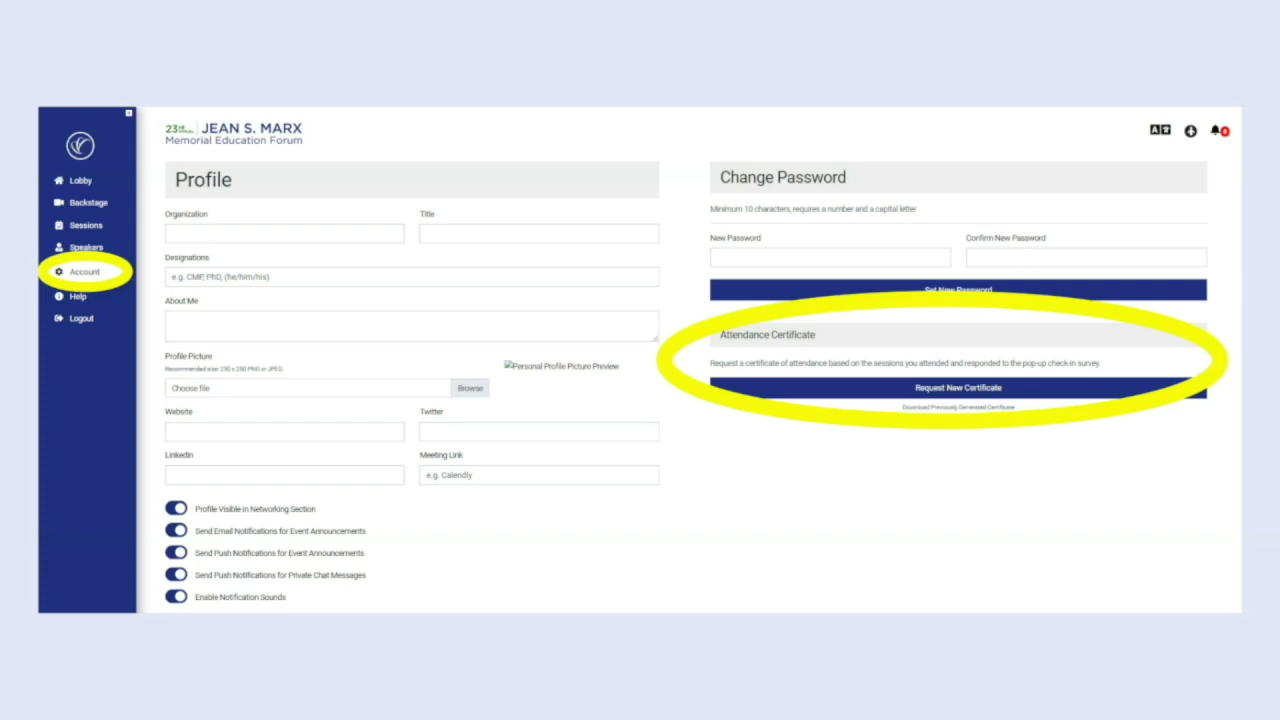 23RD ANNUAL JEAN S. MARX
Memorial Education Forum
0
Lobby
Backstage
Sessions
Speakers
Account
Help
Logout
Profile
Organization Title
Designations
e.g. CMP, PhD, (he/him/his)
About Me
Profile Picture
Recommended size: 250 x 250 PNG or JPEG
Personal Profile Picture Preview
Choose file Browse
Website Twitter
LinkedIn Meeting Link
e.g. Calendly
Profile Visible in Networking Section
Send Email Notifications for Event Announcements
Send Push Notifications for Event Announcements
Send Push Notifications for Private Chat Messages
Enable Notification Sounds
Change Password
Minimum 10 characters, requires a number and a capital letter
New Password Confirm New Password
Set New Password
Attendance Certificate
Request a certificate of attendance based on the sessions you attended and responded to the pop-up check-in survey.
Request New Certificate
Download Previously Generated Certificate